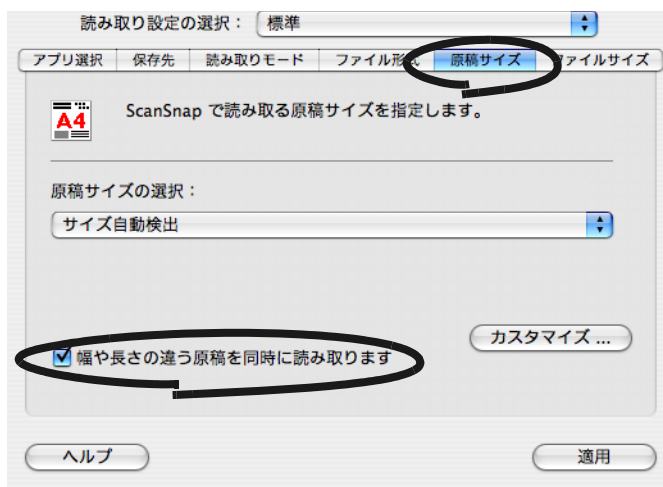 読み取り設定の選択： 標準
アプリ選択 保存先 読み取りモード ファイル形式 原稿サイズ ファイルサイズ
A4
ScanSnap で読み取る原稿サイズを指定します。
原稿サイズの選択：
サイズ自動検出
カスタマイズ ...
幅や長さの違う原稿を同時に読み取ります
ヘルプ 適用